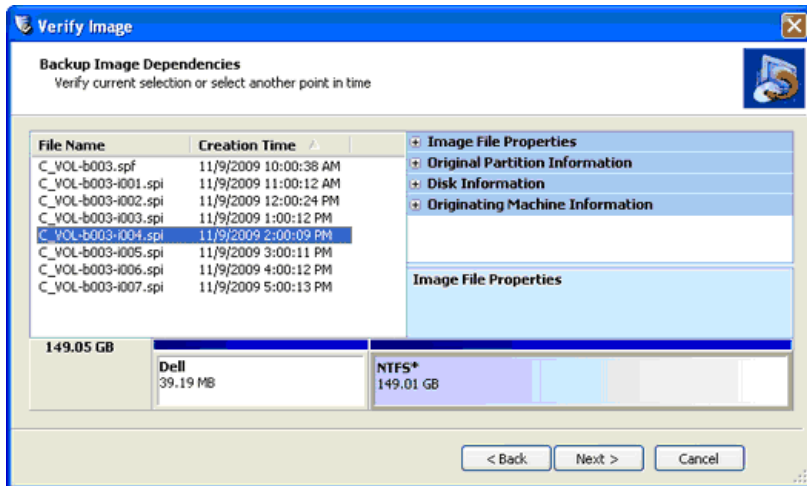 Verify Image
Backup Image Dependencies
Verify current selection or select another point in time
File Name Creation Time
C_VOL-b003.spf 11/9/2009 10:00:38 AM
C_VOL-b003-i001.spi 11/9/2009 11:00:12 AM
C_VOL-b003-i002.spi 11/9/2009 12:00:24 PM
C_VOL-b003-i003.spi 11/9/2009 1:00:12 PM
C_VOL-b003-i004.spi 11/9/2009 2:00:09 PM
C_VOL-b003-i005.spi 11/9/2009 3:00:11 PM
C_VOL-b003-i006.spi 11/9/2009 4:00:12 PM
C_VOL-b003-i007.spi 11/9/2009 5:00:13 PM
Image File Properties
Original Partition Information
Disk Information
Originating Machine Information
Image File Properties
149.05 GB
Dell
39.19 MB
NTFS*
149.01 GB
< Back
Next >
Cancel